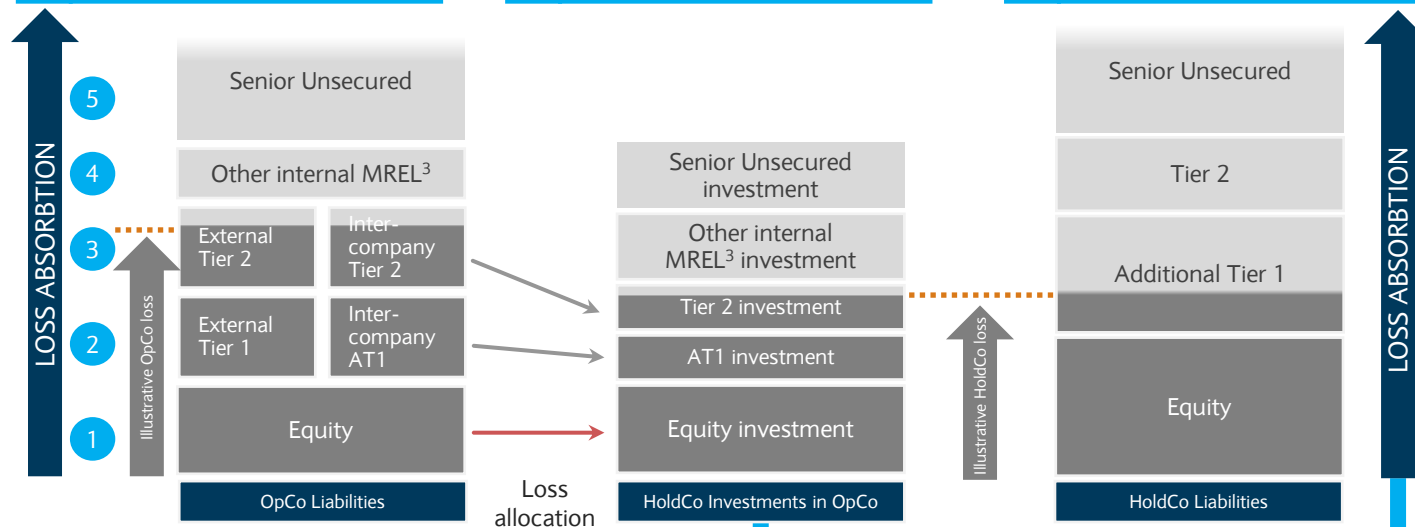 LOSS ABSORBTION
5
4
3
2
1
Illustrative OpCo loss
Senior Unsecured
Other internal MREL3
External
Tier 2
Inter-
company
Tier 2
External
Tier 1
Inter-
company
AT1
Equity
OpCo Liabilities
Loss
allocation
Senior Unsecured
investment
Other internal
MREL3 investment
Tier 2 investment
AT1 investment
Equity investment
HoldCo Investments in OpCo
Illustrative HoldCo loss
Senior Unsecured
Tier 2
Additional Tier 1
Equity
HoldCo Liabilities
LOSS ABSORBTION